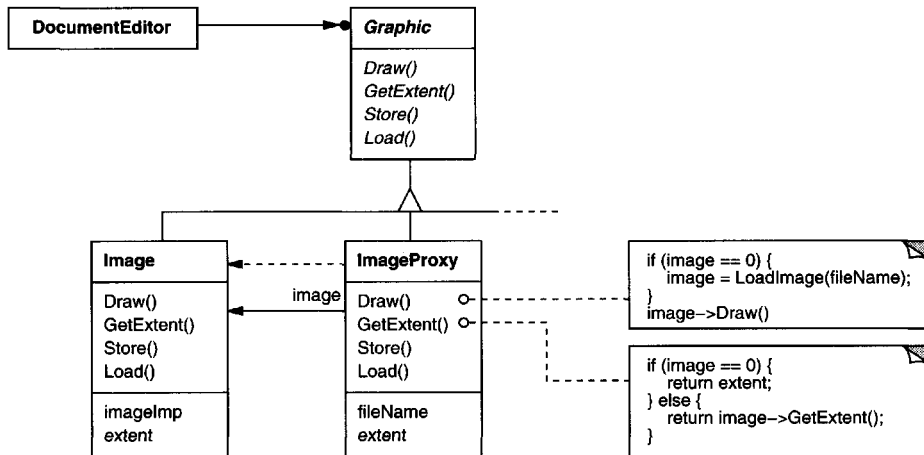 DocumentEditor
Graphic
Draw()
GetExtent()
Store()
Load()
Image
Draw()
GetExtent()
Store()
Load()
imageImp
extent
image
ImageProxy
Draw()
GetExtent()
Store()
Load()
fileName
extent
if (image == 0) {
image = LoadImage(fileName);
}
image->Draw()
if (image == 0) {
return extent;
} else {
return image->GetExtent();
}